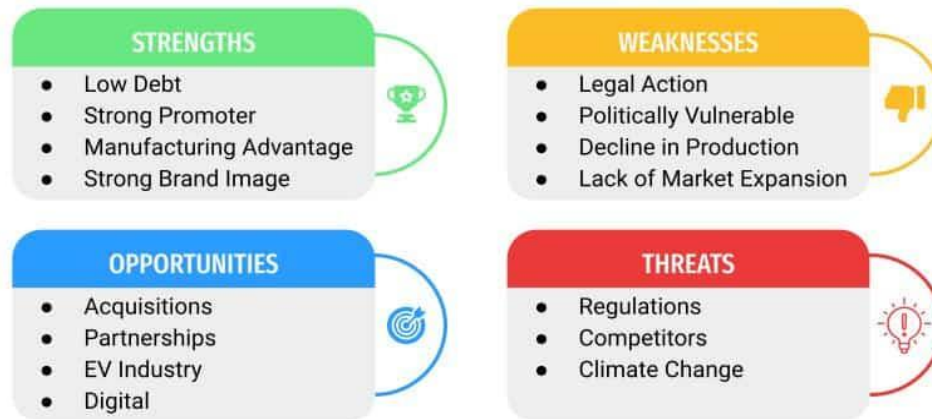 STRENGTHS
● Low Debt
● Strong Promoter
● Manufacturing Advantage
● Strong Brand Image
WEAKNESSES
● Legal Action
● Politically Vulnerable
● Decline in Production
● Lack of Market Expansion
OPPORTUNITIES
● Acquisitions
● Partnerships
● EV Industry
● Digital
THREATS
● Regulations
● Competitors
● Climate Change